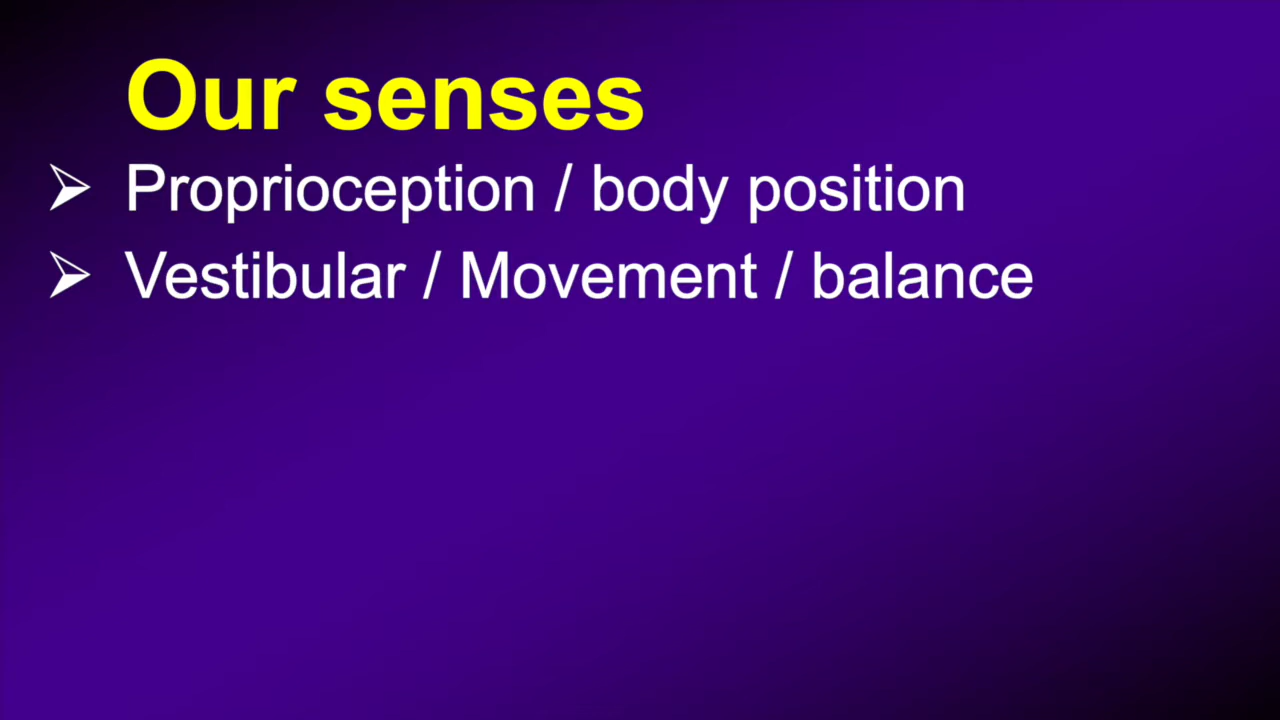 Our senses
➢ Proprioception / body position
➢ Vestibular / Movement / balance